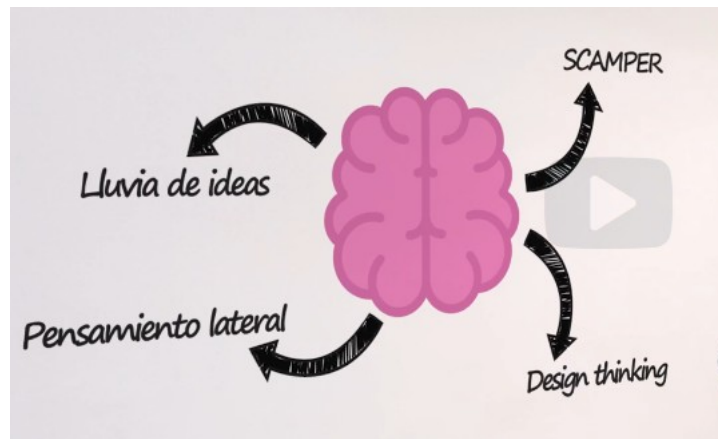 SCAMPER
Lluvia de ideas
Pensamiento lateral
Design thinking